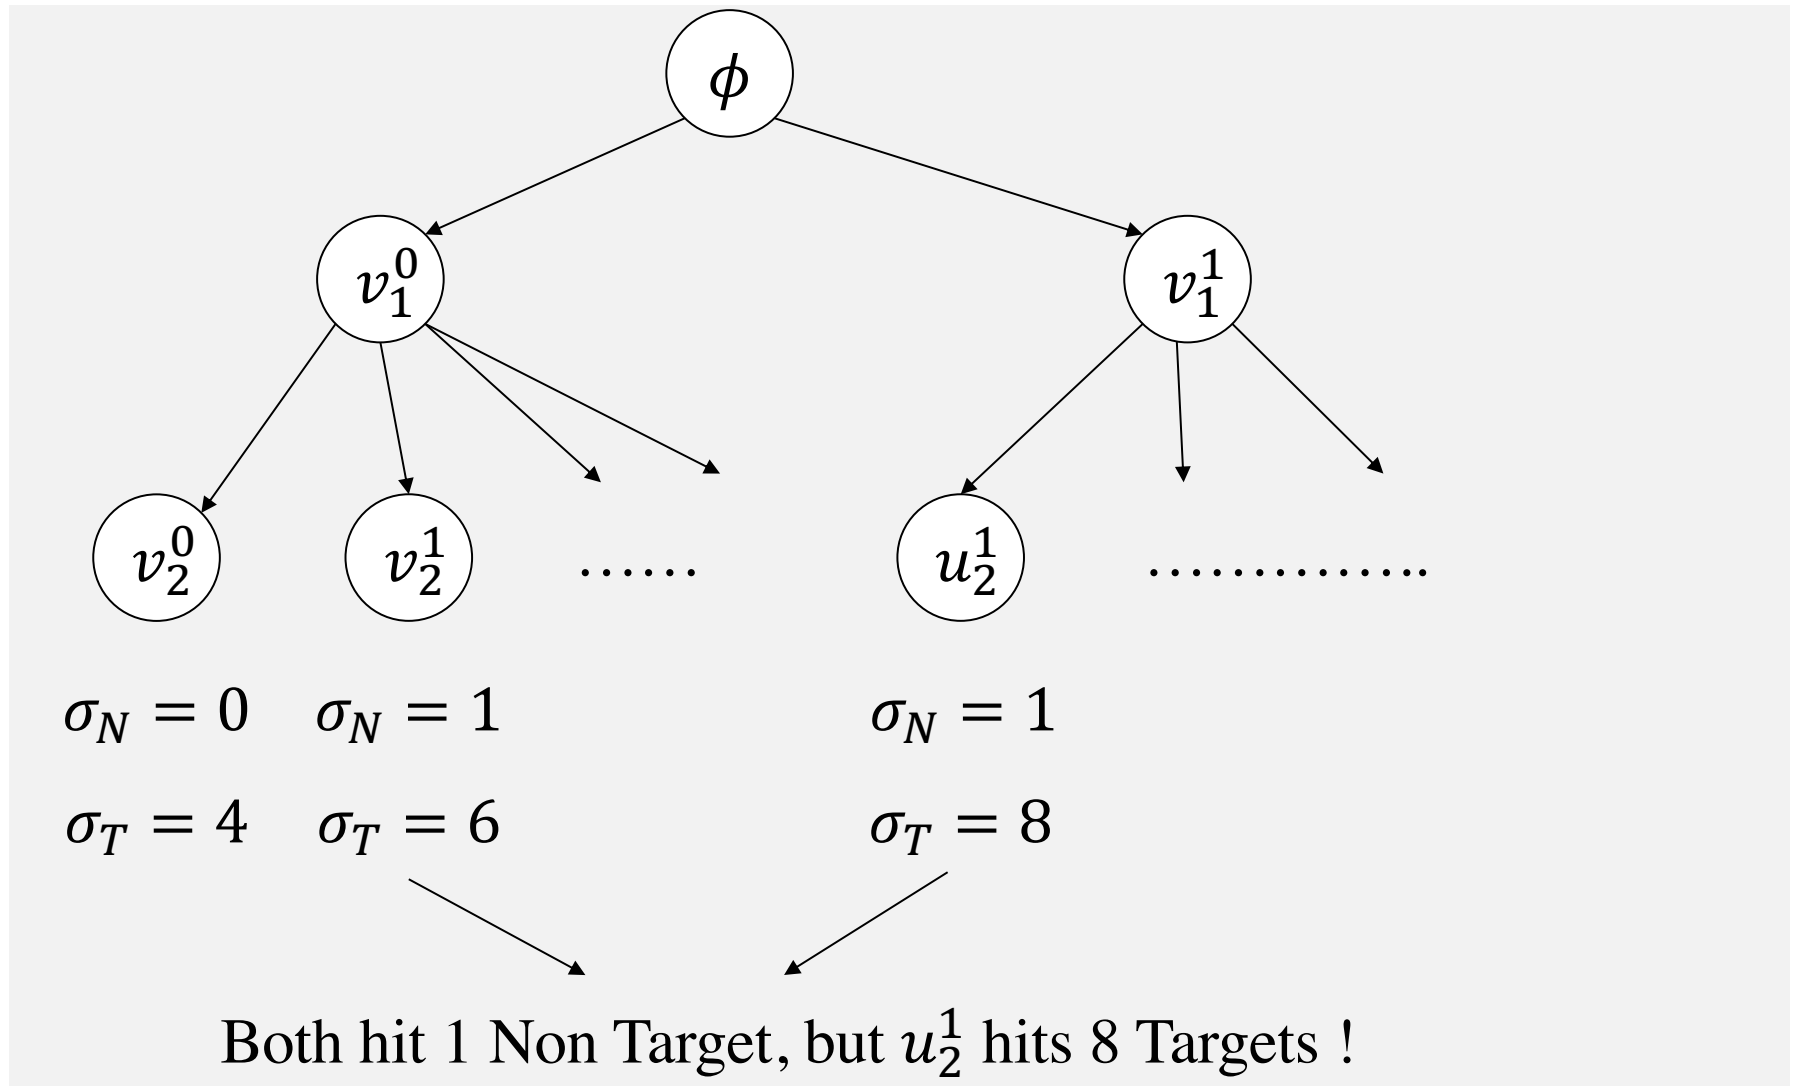 ϕ
v₁⁰ v₁¹
v₂⁰ v₂¹ ...... u₂¹ ..............
σ_N = 0 σ_N = 1 σ_N = 1
σ_T = 4 σ_T = 6 σ_T = 8
Both hit 1 Non Target, but u₂¹ hits 8 Targets !